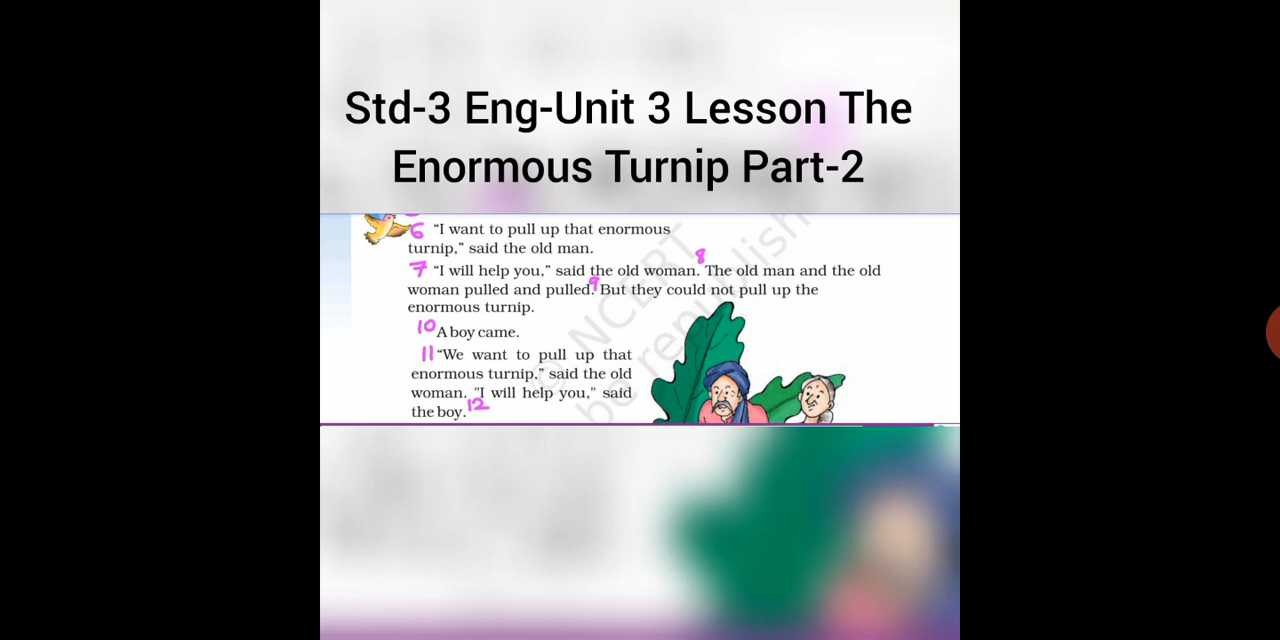 Std-3 Eng-Unit 3 Lesson The
Enormous Turnip Part-2
6 “I want to pull up that enormous
turnip,” said the old man.
8
7 “I will help you,” said the old woman. The old man and the old
woman pulled and pulled. 9 But they could not pull up the
enormous turnip.
10 A boy came.
11 “We want to pull up that
enormous turnip,” said the old
woman. "I will help you," said
the boy. 12
© NCERT
be republish